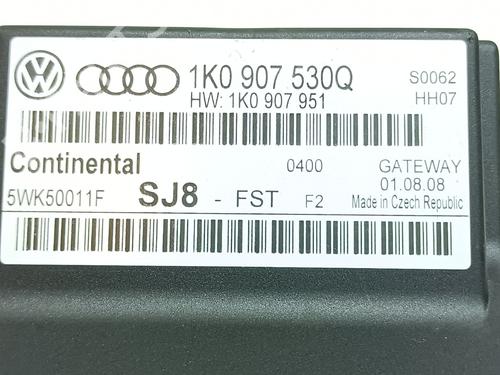 1K0 907 530Q S0062
HW: 1K0 907 951 HH07
Continental 0400 GATEWAY
5WK50011F SJ8 - FST F2 01.08.08
Made in Czech Republic